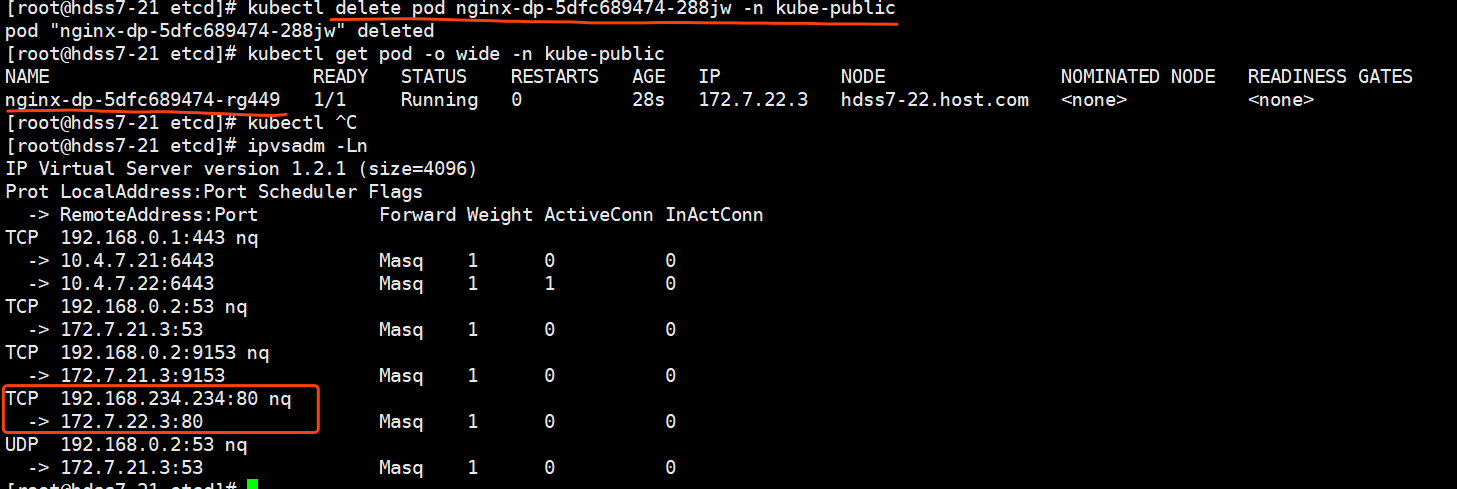 [root@hdss7-21 etcd]# kubectl delete pod nginx-dp-5dfc689474-288jw -n kube-public
pod "nginx-dp-5dfc689474-288jw" deleted
[root@hdss7-21 etcd]# kubectl get pod -o wide -n kube-public
NAME                        READY   STATUS    RESTARTS   AGE   IP           NODE                NOMINATED NODE   READINESS GATES
nginx-dp-5dfc689474-rg449   1/1     Running   0          28s   172.7.22.3   hdss7-22.host.com   <none>           <none>
[root@hdss7-21 etcd]# kubectl ^C
[root@hdss7-21 etcd]# ipvsadm -Ln
IP Virtual Server version 1.2.1 (size=4096)
Prot LocalAddress:Port Scheduler Flags
  -> RemoteAddress:Port           Forward Weight ActiveConn InActConn
TCP  192.168.0.1:443 nq
  -> 10.4.7.21:6443               Masq    1      0          0
  -> 10.4.7.22:6443               Masq    1      1          0
TCP  192.168.0.2:53 nq
  -> 172.7.21.3:53                Masq    1      0          0
TCP  192.168.0.2:9153 nq
  -> 172.7.21.3:9153              Masq    1      0          0
TCP  192.168.234.234:80 nq
  -> 172.7.22.3:80                Masq    1      0          0
UDP  192.168.0.2:53 nq
  -> 172.7.21.3:53                Masq    1      0          0
[root@hdss7-21 etcd]#